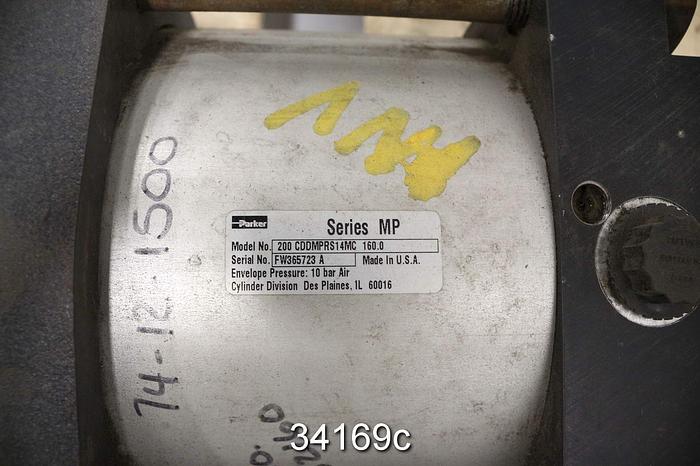 Parker
Series MP
Model No. 200 CDDMPRS14MC 160.0
Serial No. FW365723 A Made In U.S.A.
Envelope Pressure: 10 bar Air
Cylinder Division Des Plaines, IL 60016
74-12-1500
34169c